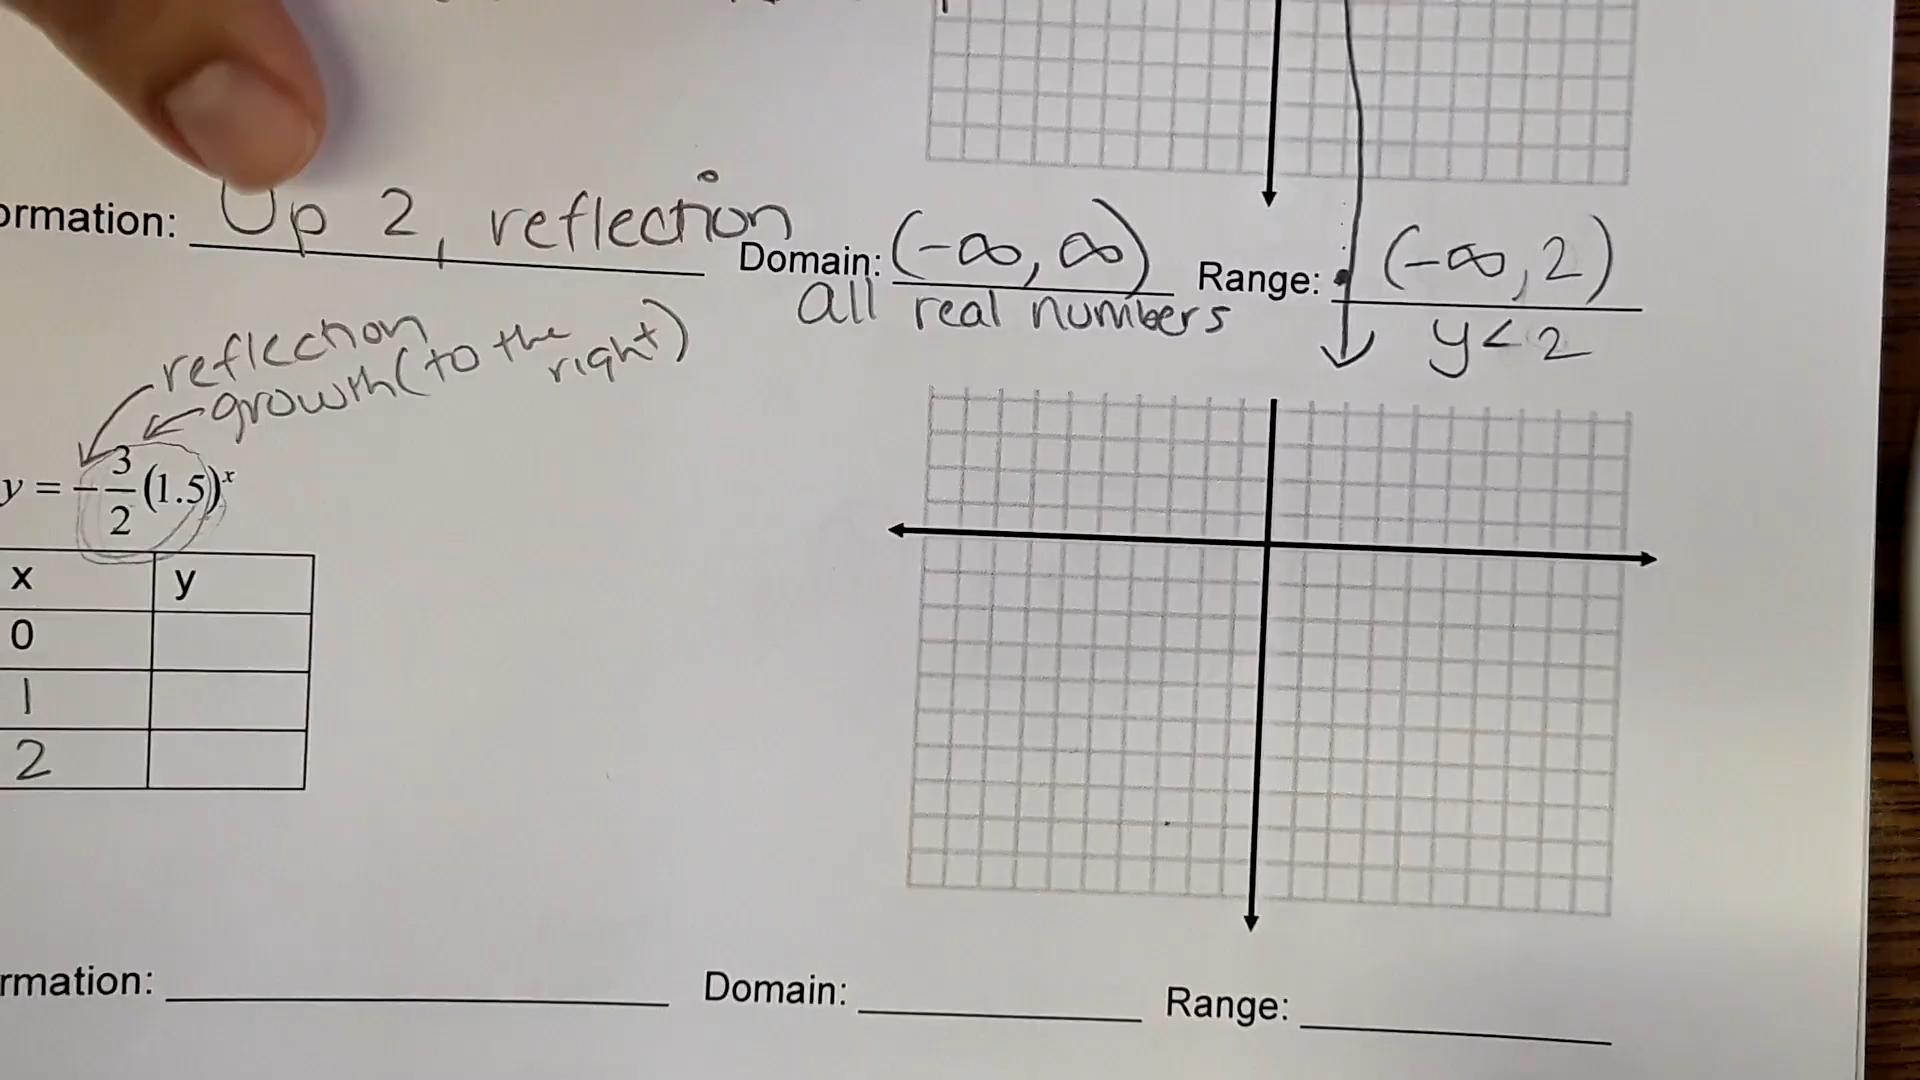 ormation: Up 2, reflection Domain: (-∞, ∞) Range: (-∞, 2)
all real numbers y < 2
reflection
growth (to the right)
y = -3/2 (1.5)^x
x y
0
1
2
rmation: Domain: Range: